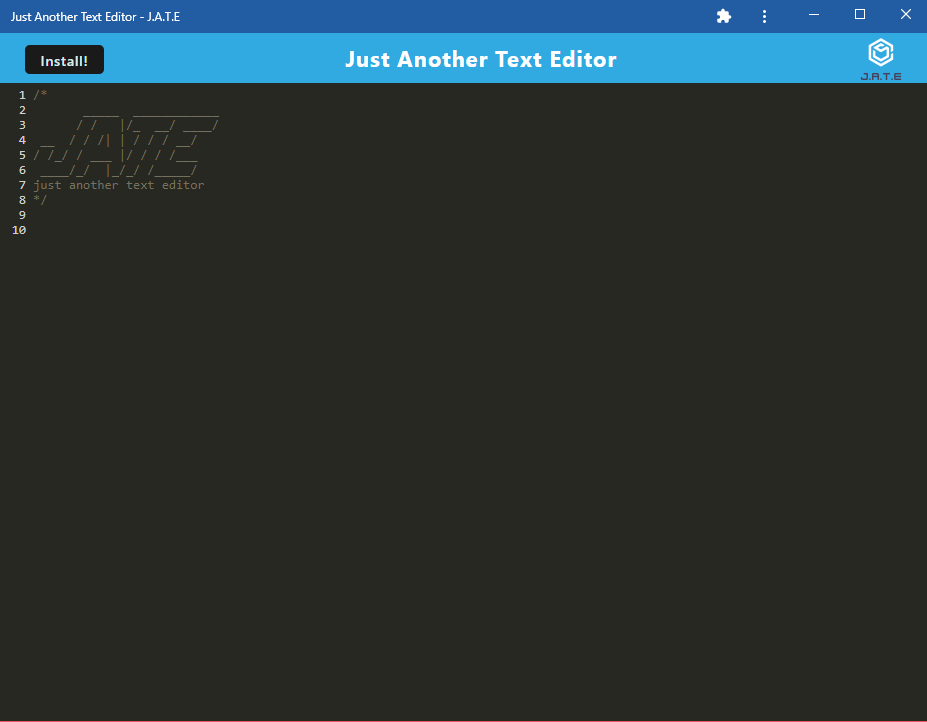 Just Another Text Editor - J.A.T.E
Install!
Just Another Text Editor
J.A.T.E
1 /*
2        _____  ____________
3       / /   |/_  __/ ____/
4  __  / / /| | / / / __/
5 / /_/ / ___ |/ / / /___
6  ____/_/  |_/_/ /_____/
7 just another text editor
8 */
9
10